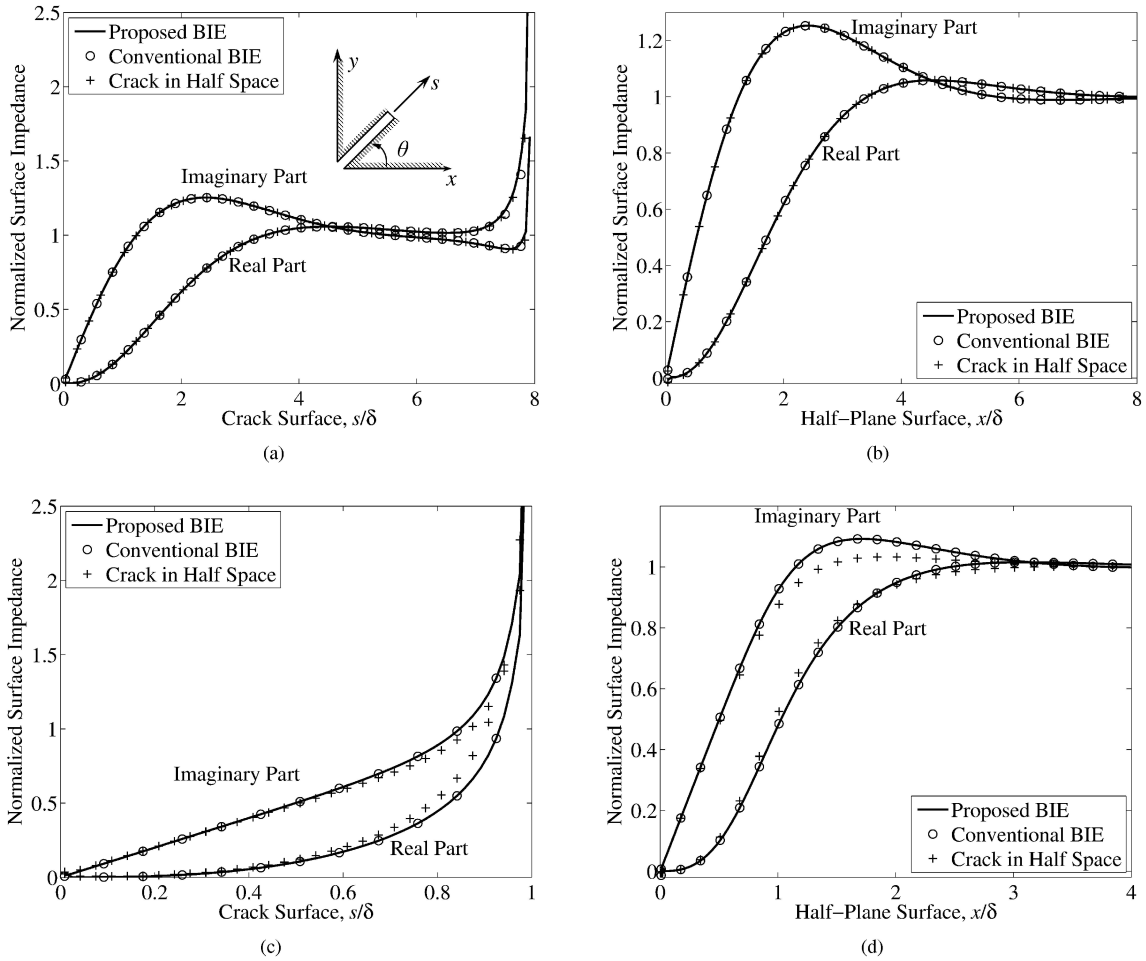 2.5
2
1.5
1
0.5
0
Normalized Surface Impedance
Proposed BIE
Conventional BIE
Crack in Half Space
y
s
θ
x
Imaginary Part
Real Part
0 2 4 6 8
Crack Surface, s/δ
(a)
1.2
1
0.8
0.6
0.4
0.2
0
Normalized Surface Impedance
Imaginary Part
Real Part
Proposed BIE
Conventional BIE
Crack in Half Space
0 2 4 6 8
Half−Plane Surface, x/δ
(b)
2.5
2
1.5
1
0.5
0
Normalized Surface Impedance
Proposed BIE
Conventional BIE
Crack in Half Space
Imaginary Part
Real Part
0 0.2 0.4 0.6 0.8 1
Crack Surface, s/δ
(c)
1
0.8
0.6
0.4
0.2
0
Normalized Surface Impedance
Imaginary Part
Real Part
Proposed BIE
Conventional BIE
Crack in Half Space
0 1 2 3 4
Half−Plane Surface, x/δ
(d)